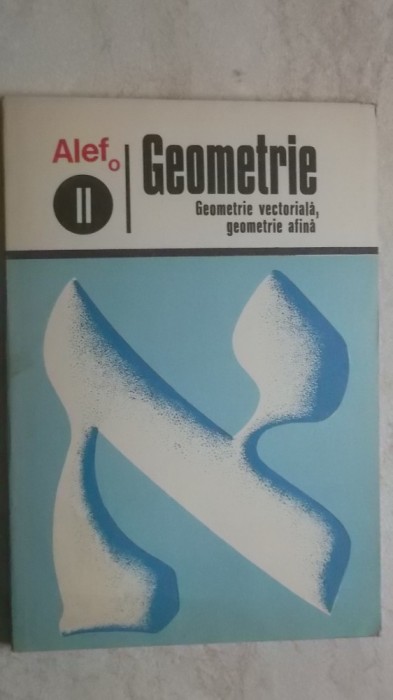 Alef₀
II
Geometrie
Geometrie vectorială,
geometrie afină
א